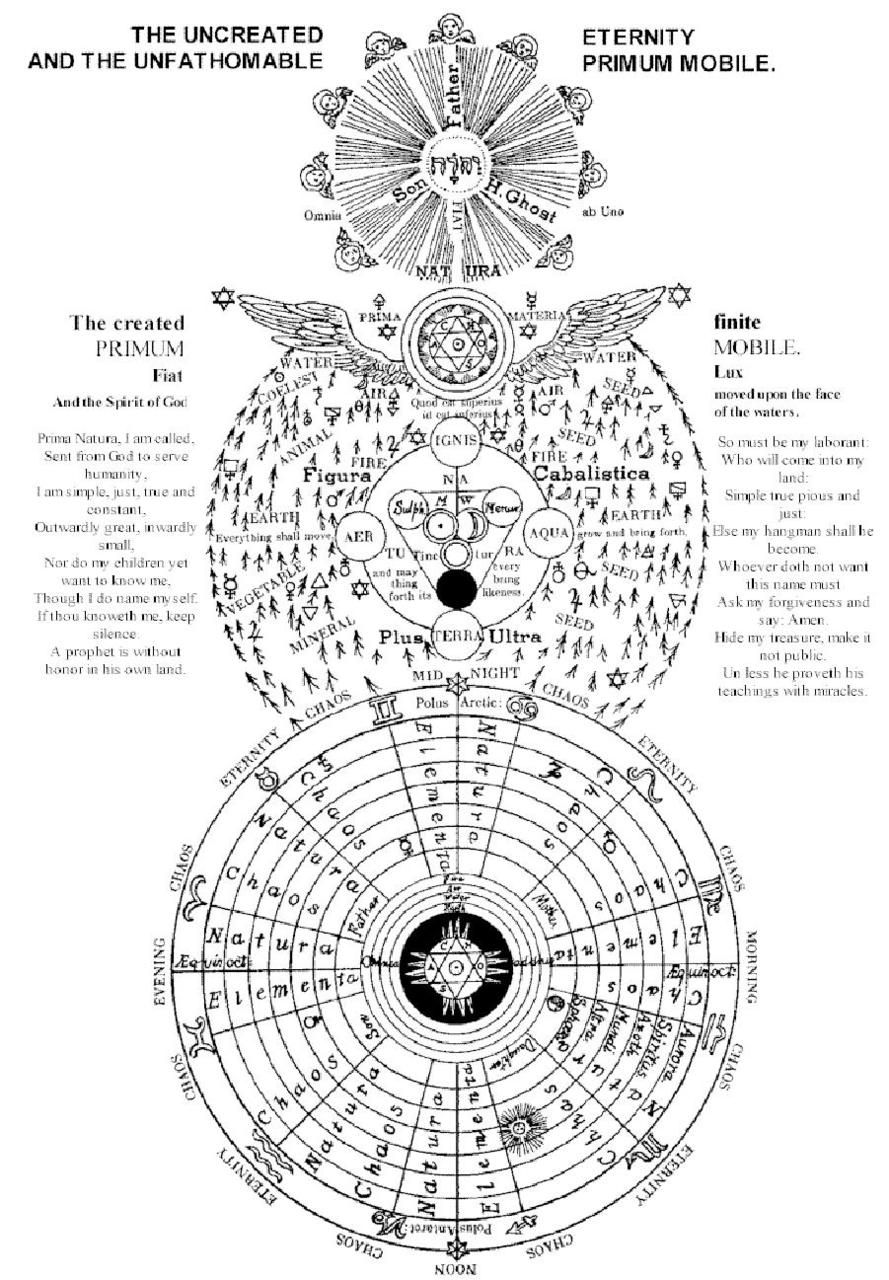 THE UNCREATED
AND THE UNFATHOMABLE
ETERNITY
PRIMUM MOBILE.
Father
יהוה
Son
H. Ghost
FIAT
Omnia
ab Uno
NATURA
The created
PRIMUM
Fiat
And the Spirit of God
Prima Natura, I am called,
Sent from God to serve
humanity,
I am simple, just, true and
constant,
Outwardly great, inwardly
small,
Nor do my children yet
want to know me,
Though I do name myself.
If thou knoweth me, keep
silence.
A prophet is without
honor in his own land.
finite
MOBILE.
Lux
moved upon the face
of the waters.
So must be my laborant:
Who will come into my
land:
Simple true pious and
just:
Else my hangman shall he
become.
Whoever doth not want
this name must
Ask my forgiveness and
say: Amen.
Hide my treasure, make it
not public.
Un less he proveth his
teachings with miracles.
PRIMA
MATERIA
C H A O S
WATER
WATER
COELEST
SEED
AIR
AIR
Quod est superius
id est inferius
ANIMAL
SEED
IGNIS
FIRE
FIRE
Figura
Cabalistica
NA
Sulph
M
W
Mercur
EARTH
EARTH
Everything shall move,
AER
AQUA
grow and bring forth,
TU
Tinc
tur
RA
and may
thing
forth its
every
bring
likeness.
VEGETABLE
SEED
MINERAL
SEED
Plus
TERRA
Ultra
MID NIGHT
CHAOS
CHAOS
Polus
Arctic:
ETERNITY
ETERNITY
Elementa
Natura
Chaos
Chaos
Natura
Chaos
Chaos
CHAOS
CHAOS
Father
Mother
Fire
Air
Water
Earth
Natura
Elementa
EVENING
MORNING
Æquinoct:
Æquinoct:
Omnia
C H A O S
Elementa
Chaos
Son
Daughter
Aurora
Spiritus
Azoth
Mundi
Astra
CHAOS
CHAOS
Chaos
Natura
Chaos
Natura
Elementa
ETERNITY
ETERNITY
Polus Antarct:
CHAOS
CHAOS
NOON